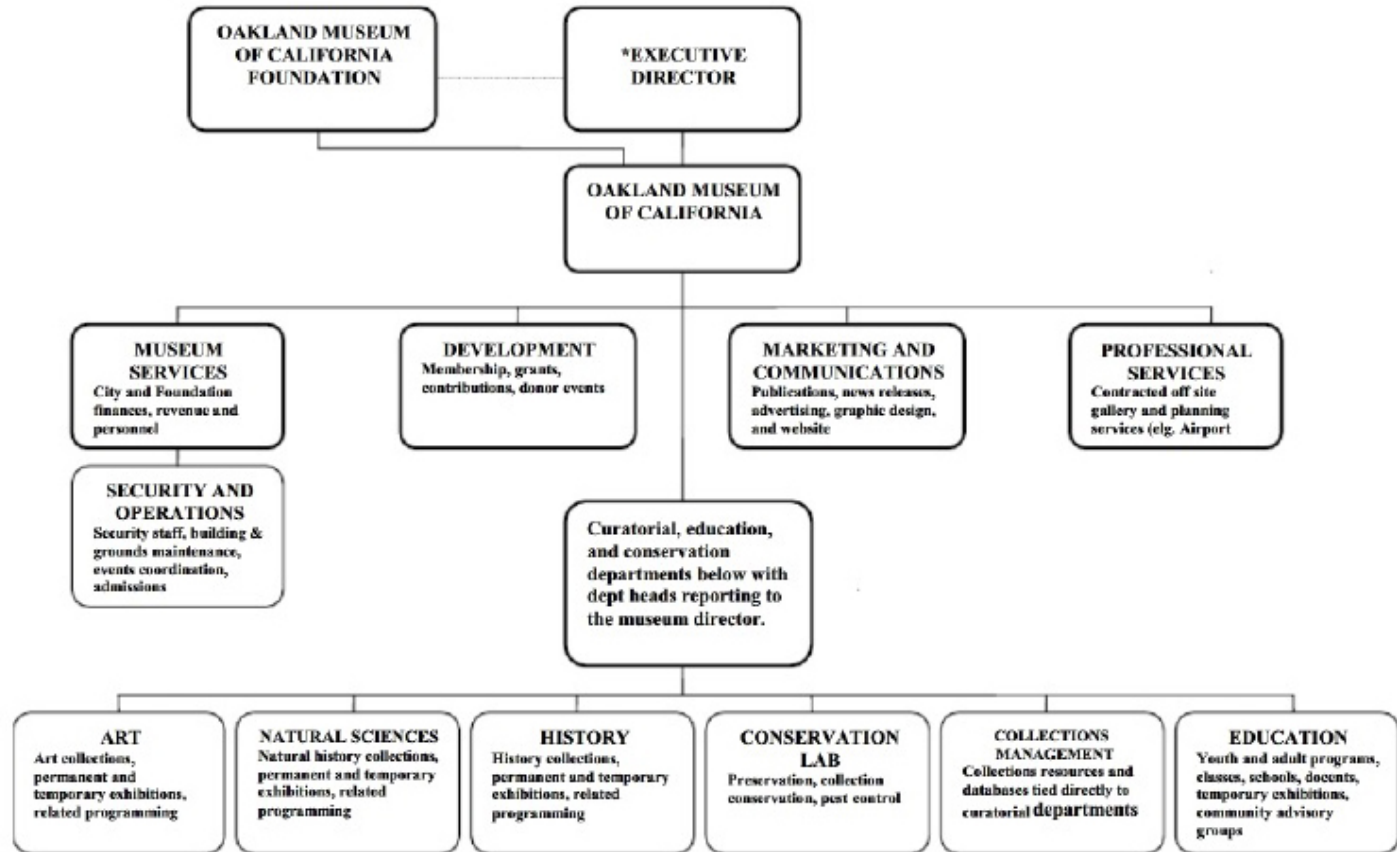 OAKLAND MUSEUM
OF CALIFORNIA
FOUNDATION
*EXECUTIVE
DIRECTOR
OAKLAND MUSEUM
OF CALIFORNIA
MUSEUM
SERVICES
City and Foundation
finances, revenue and
personnel
DEVELOPMENT
Membership, grants,
contributions, donor events
MARKETING AND
COMMUNICATIONS
Publications, news releases,
advertising, graphic design,
and website
PROFESSIONAL
SERVICES
Contracted off site
gallery and planning
services (elg. Airport
SECURITY AND
OPERATIONS
Security staff, building &
grounds maintenance,
events coordination,
admissions
Curatorial, education,
and conservation
departments below with
dept heads reporting to
the museum director.
ART
Art collections,
permanent and
temporary exhibitions,
related programming
NATURAL SCIENCES
Natural history collections,
permanent and temporary
exhibitions, related
programming
HISTORY
History collections,
permanent and temporary
exhibitions, related
programming
CONSERVATION
LAB
Preservation, collection
conservation, pest control
COLLECTIONS
MANAGEMENT
Collections resources and
databases tied directly to
curatorial departments
EDUCATION
Youth and adult programs,
classes, schools, docents,
temporary exhibitions,
community advisory
groups